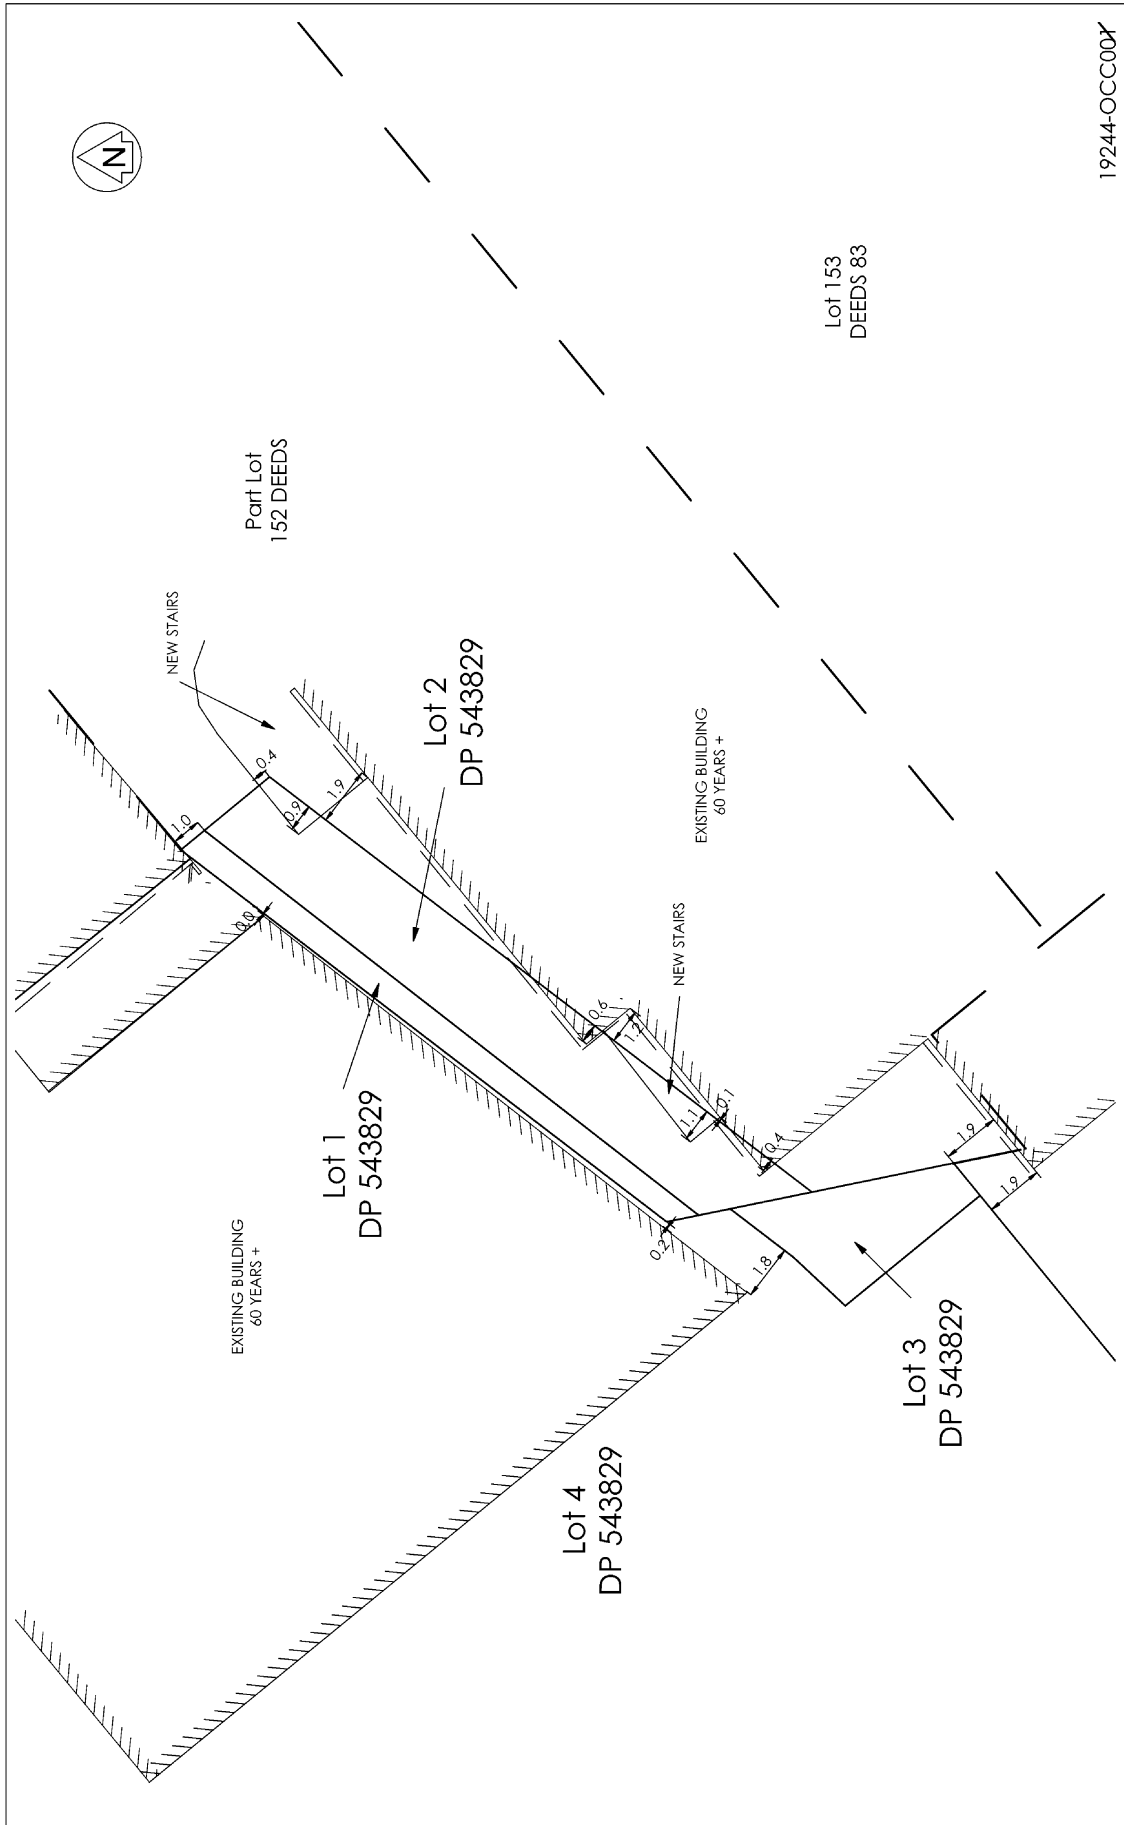 N
19244-OCC001
Part Lot
152 DEEDS
Lot 153
DEEDS 83
NEW STAIRS
Lot 2
DP 543829
EXISTING BUILDING
60 YEARS +
NEW STAIRS
Lot 1
DP 543829
EXISTING BUILDING
60 YEARS +
Lot 3
DP 543829
Lot 4
DP 543829
0.4
1.0
0.9
1.9
0.0
0.6
1.2
1.1
0.1
0.4
0.2
1.8
1.9
1.9